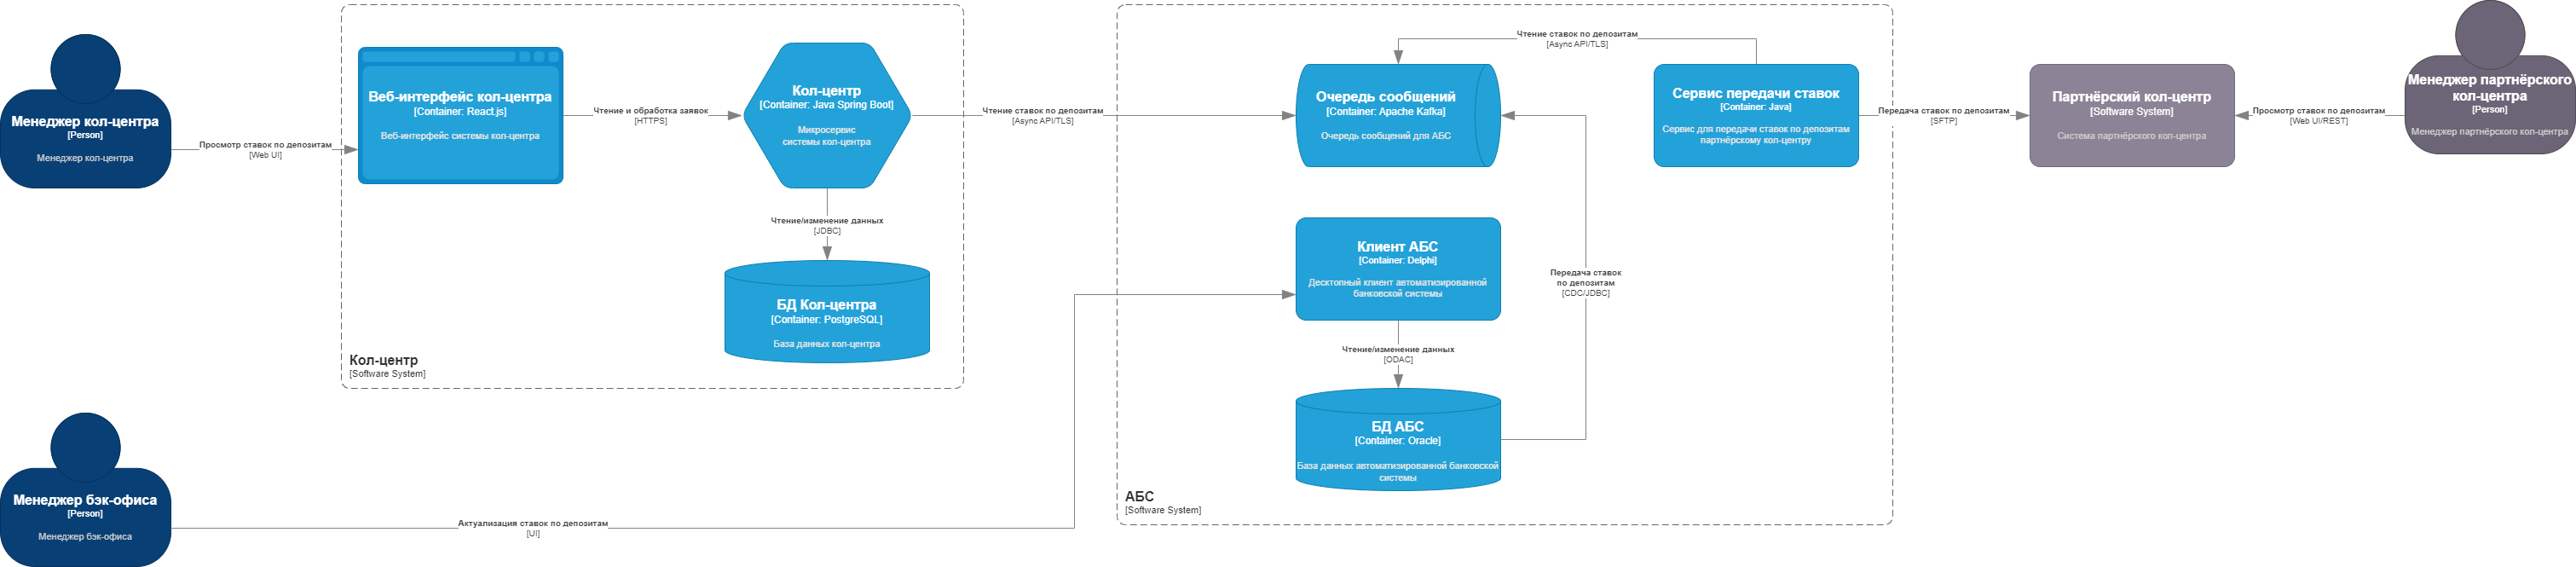 Менеджер кол-центра
[Person]
Менеджер кол-центра
Просмотр ставок по депозитам
[Web UI]
Веб-интерфейс кол-центра
[Container: React.js]
Веб-интерфейс системы кол-центра
Чтение и обработка заявок
[HTTPS]
Кол-центр
[Container: Java Spring Boot]
Микросервис
системы кол-центра
Чтение/изменение данных
[JDBC]
БД Кол-центра
[Container: PostgreSQL]
База данных кол-центра
Кол-центр
[Software System]
Чтение ставок по депозитам
[Async API/TLS]
Чтение ставок по депозитам
[Async API/TLS]
Очередь сообщений
[Container: Apache Kafka]
Очередь сообщений для АБС
Сервис передачи ставок
[Container: Java]
Сервис для передачи ставок по депозитам
партнёрскому кол-центру
Передача ставок по депозитам
[SFTP]
Партнёрский кол-центр
[Software System]
Система партнёрского кол-центра
Просмотр ставок по депозитам
[Web UI/REST]
Менеджер партнёрского
кол-центра
[Person]
Менеджер партнёрского кол-центра
Клиент АБС
[Container: Delphi]
Десктопный клиент автоматизированной
банковской системы
Передача ставок
по депозитам
[CDC/JDBC]
Чтение/изменение данных
[ODAC]
БД АБС
[Container: Oracle]
База данных автоматизированной банковской
системы
АБС
[Software System]
Менеджер бэк-офиса
[Person]
Менеджер бэк-офиса
Актуализация ставок по депозитам
[UI]